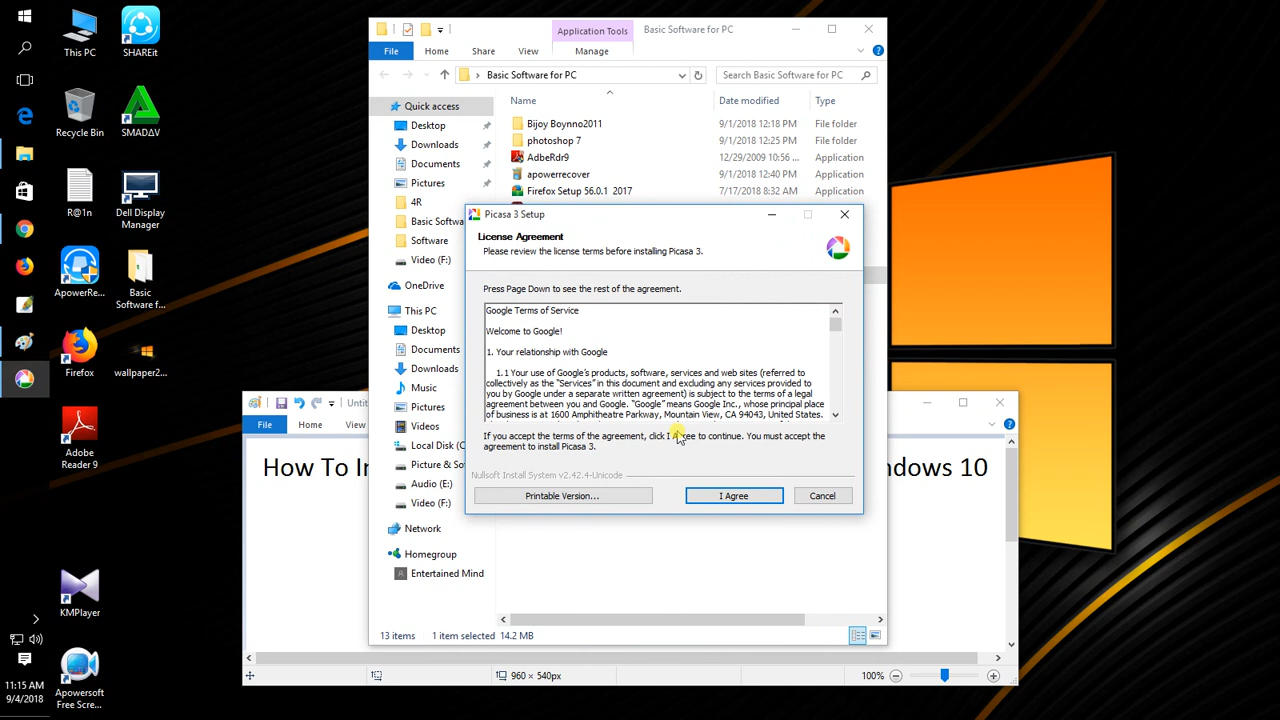 This PC
SHAREit
Recycle Bin
SMADΔV
R@1n
Dell Display
Manager
ApowerRe...
Basic
Software f...
Firefox
wallpaper2...
Adobe
Reader 9
KMPlayer
Apowersoft
Free Scre...
11:15 AM
9/4/2018
Application Tools
Basic Software for PC
File
Home
Share
View
Manage
Basic Software for PC
Search Basic Software for PC
Name
Date modified
Type
Quick access
Desktop
Downloads
Documents
Pictures
4R
Basic Softwa
Software
Video (F:)
OneDrive
This PC
Desktop
Documents
Downloads
Music
Pictures
Videos
Local Disk (C
Picture & So
Audio (E:)
Video (F:)
Network
Homegroup
Entertained Mind
Bijoy Boynno2011
9/1/2018 12:18 PM
File folder
photoshop 7
9/1/2018 12:25 PM
File folder
AdbeRdr9
12/29/2009 10:56 ...
Application
apowerrecover
9/1/2018 12:40 PM
Application
Firefox Setup 56.0.1 2017
7/17/2018 8:32 AM
Application
13 items
1 item selected 14.2 MB
Picasa 3 Setup
License Agreement
Please review the license terms before installing Picasa 3.
Press Page Down to see the rest of the agreement.
Google Terms of Service
Welcome to Google!
1. Your relationship with Google
1.1 Your use of Google's products, software, services and web sites (referred to
collectively as the "Services" in this document and excluding any services provided to
you by Google under a separate written agreement) is subject to the terms of a legal
agreement between you and Google. "Google" means Google Inc., whose principal place
of business is at 1600 Amphitheatre Parkway, Mountain View, CA 94043, United States.
If you accept the terms of the agreement, click I Agree to continue. You must accept the
agreement to install Picasa 3.
Nullsoft Install System v2.42.4-Unicode
Printable Version...
I Agree
Cancel
Untit
File
Home
View
How To In
ndows 10
960 × 540px
100%